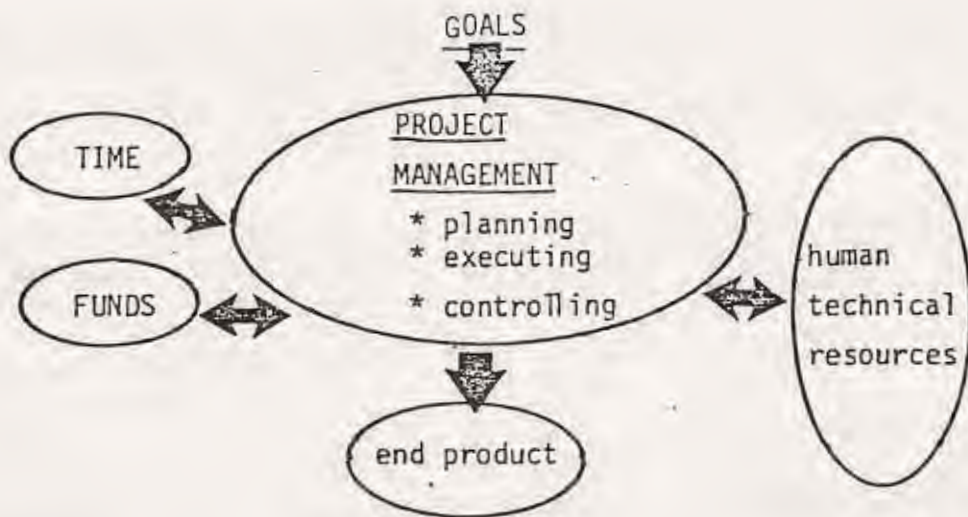 GOALS
PROJECT
MANAGEMENT
* planning
* executing
* controlling
TIME
FUNDS
human
technical
resources
end product